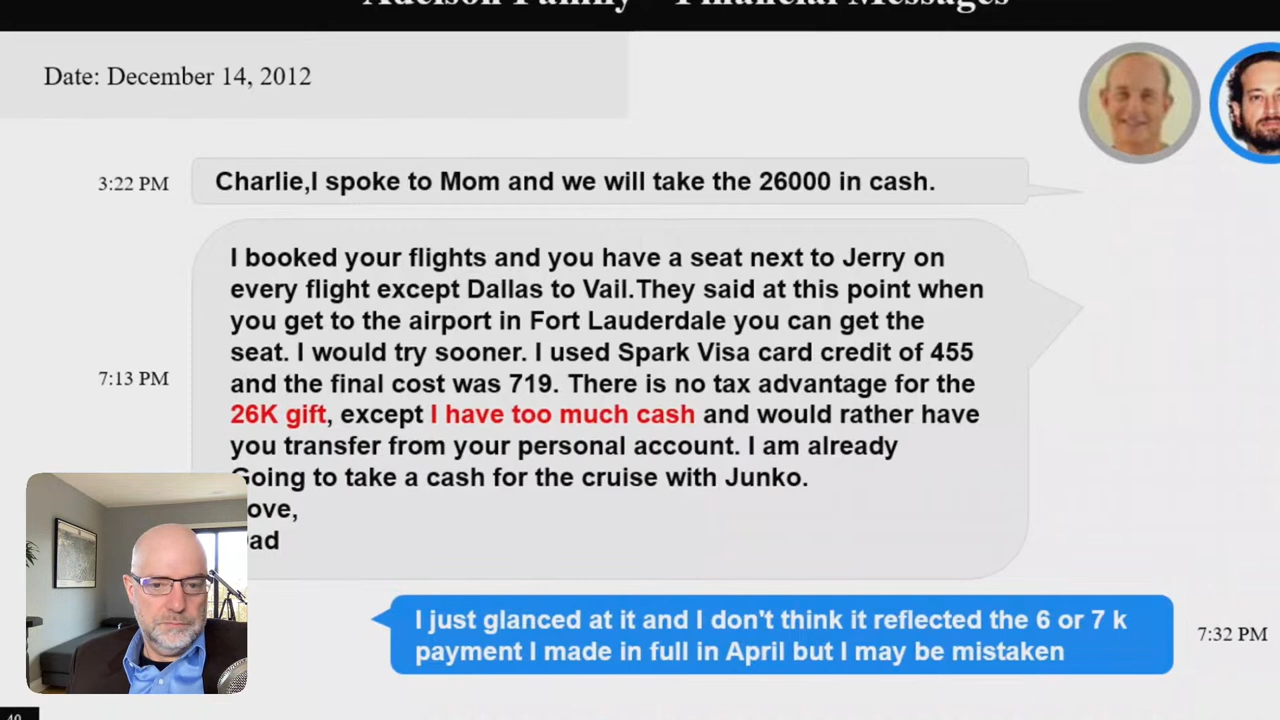 Adelson Family – Financial Messages
Date: December 14, 2012
3:22 PM
Charlie,I spoke to Mom and we will take the 26000 in cash.
I booked your flights and you have a seat next to Jerry on
every flight except Dallas to Vail.They said at this point when
you get to the airport in Fort Lauderdale you can get the
seat. I would try sooner. I used Spark Visa card credit of 455
7:13 PM
and the final cost was 719. There is no tax advantage for the
26K gift, except I have too much cash and would rather have
you transfer from your personal account. I am already
Going to take a cash for the cruise with Junko.
ove,
ad
I just glanced at it and I don't think it reflected the 6 or 7 k
payment I made in full in April but I may be mistaken
7:32 PM